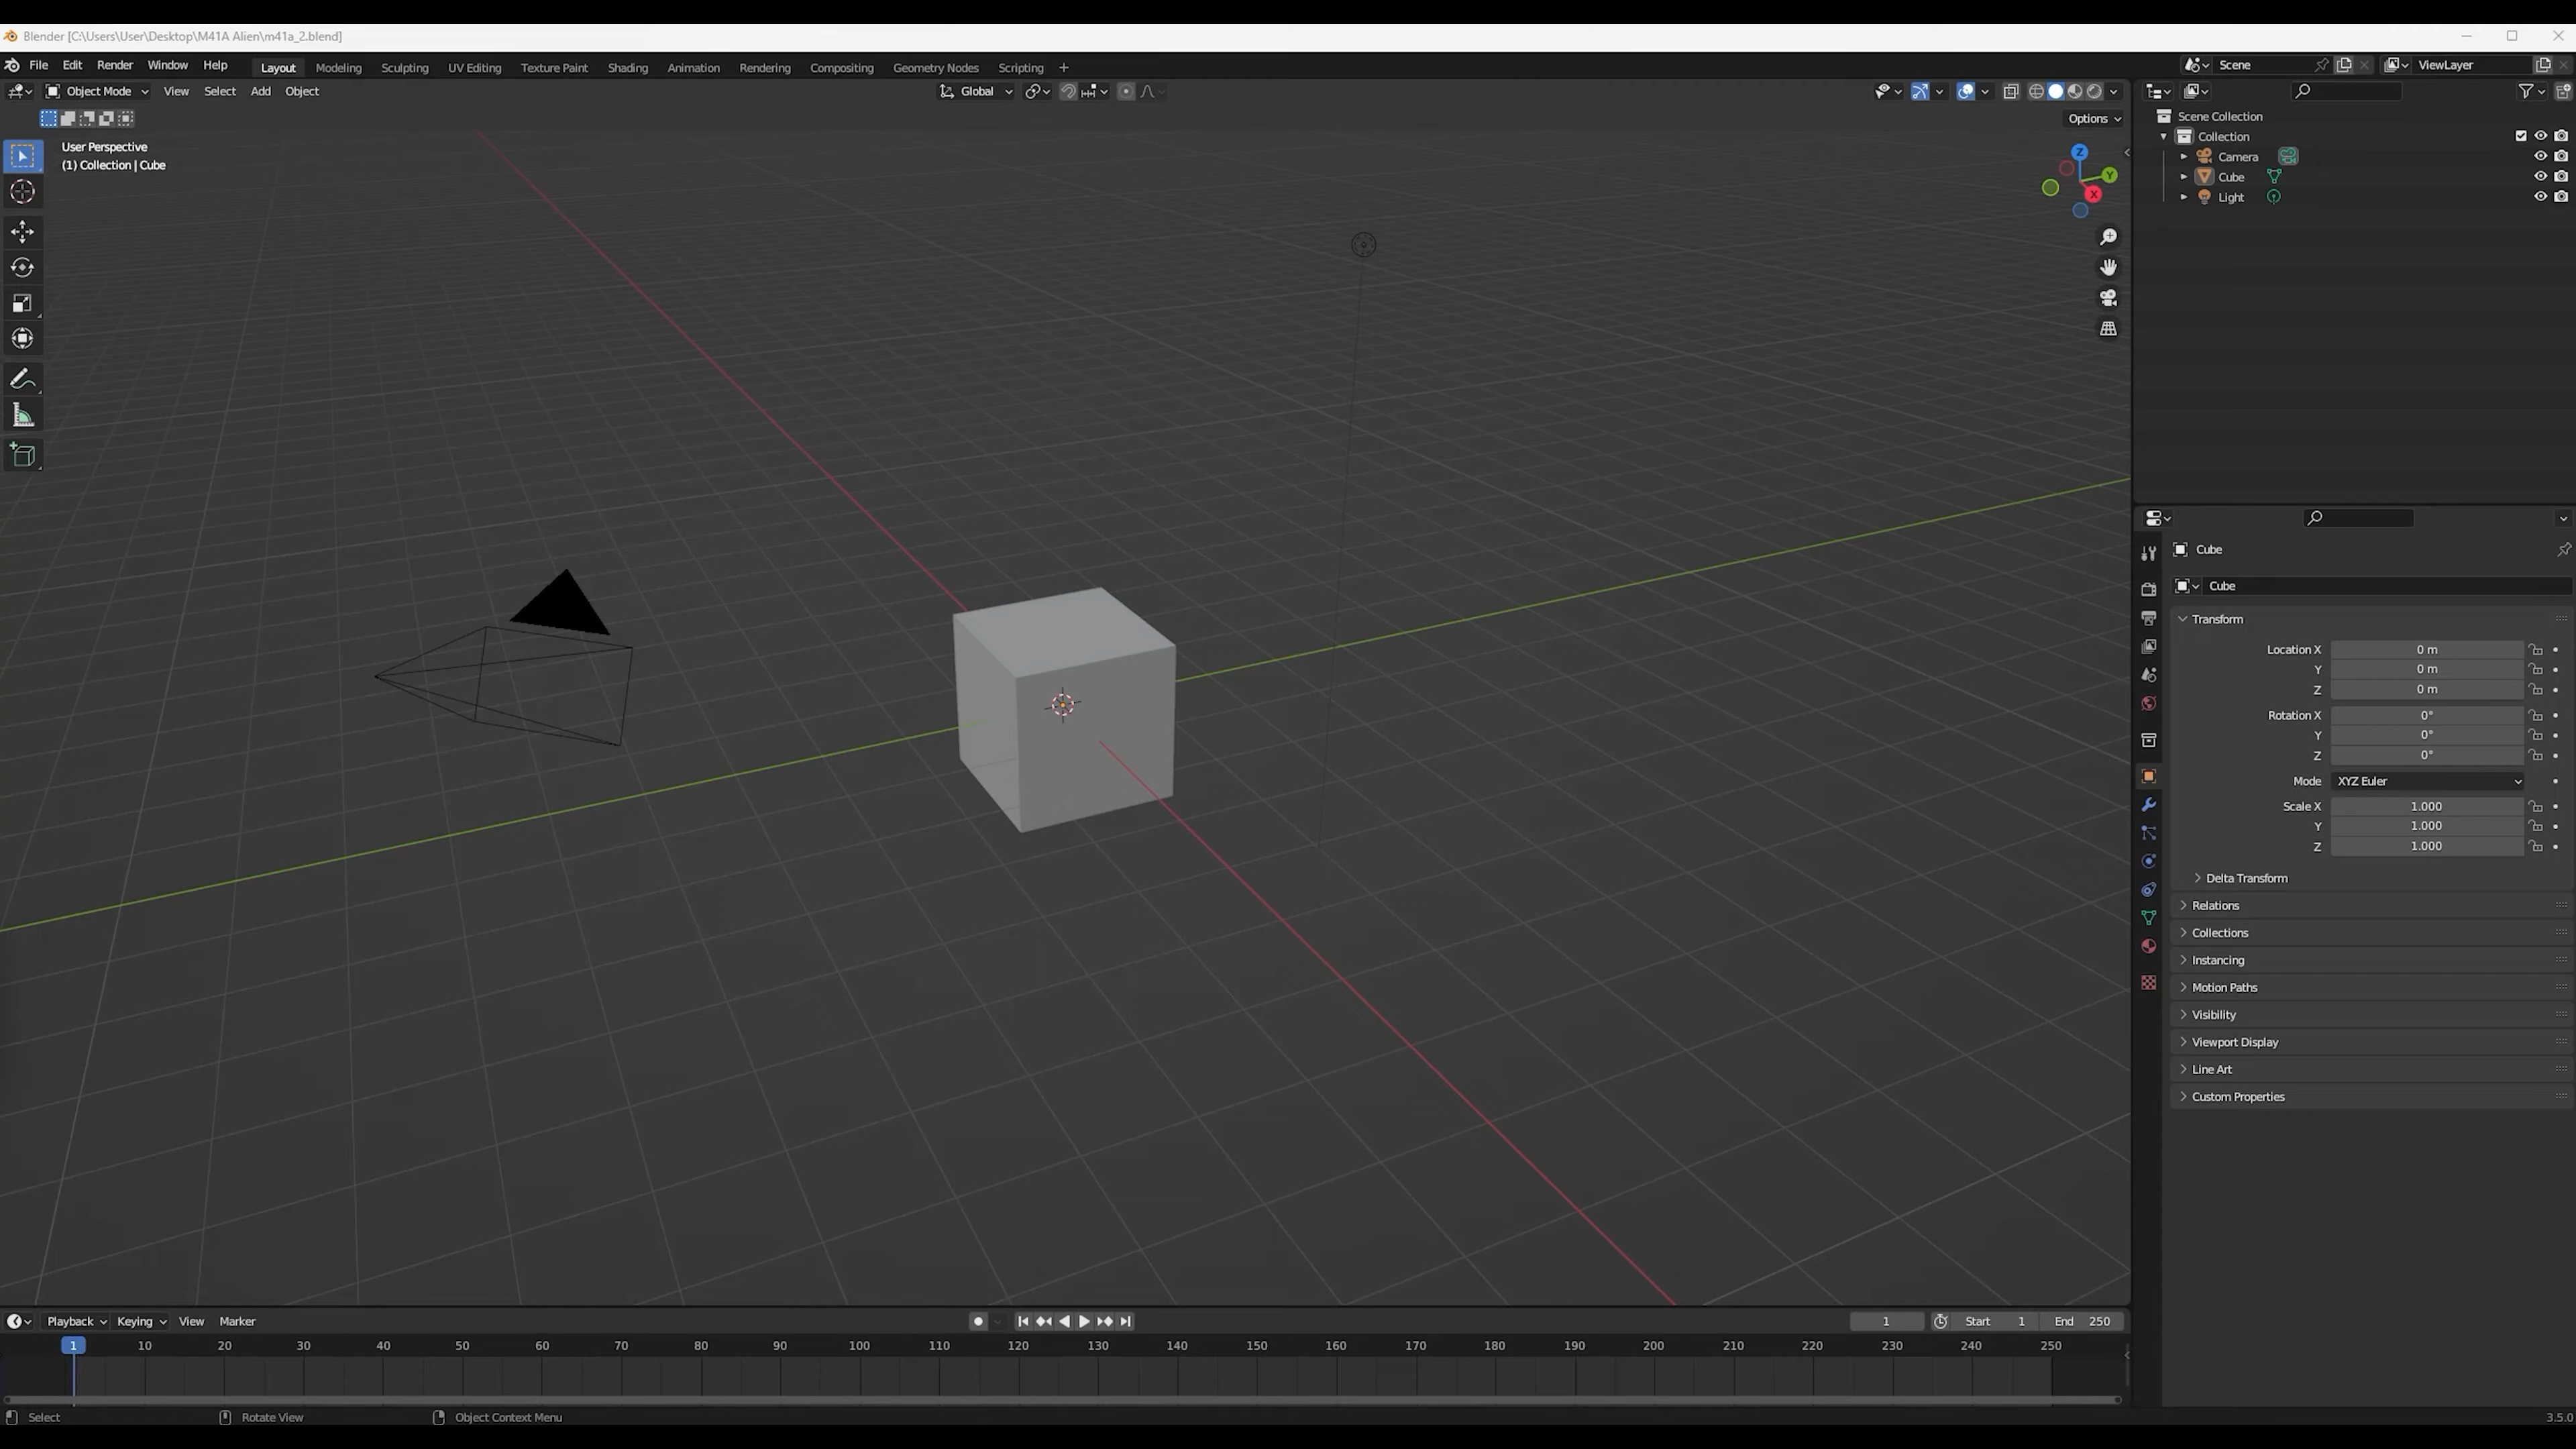 Blender [C:\Users\User\Desktop\M41A Alien\m41a_2.blend]
File Edit Render Window Help Layout Modeling Sculpting UV Editing Texture Paint Shading Animation Rendering Compositing Geometry Nodes Scripting + Scene ViewLayer
Object Mode View Select Add Object Global
Options
User Perspective
(1) Collection | Cube
Z
Y
X
Scene Collection
Collection
Camera
Cube
Light
Cube
Cube
Transform
Location X 0 m
Y 0 m
Z 0 m
Rotation X 0°
Y 0°
Z 0°
Mode XYZ Euler
Scale X 1.000
Y 1.000
Z 1.000
Delta Transform
Relations
Collections
Instancing
Motion Paths
Visibility
Viewport Display
Line Art
Custom Properties
Playback Keying View Marker 1 Start 1 End 250
1 10 20 30 40 50 60 70 80 90 100 110 120 130 140 150 160 170 180 190 200 210 220 230 240 250
Select Rotate View Object Context Menu 3.5.0